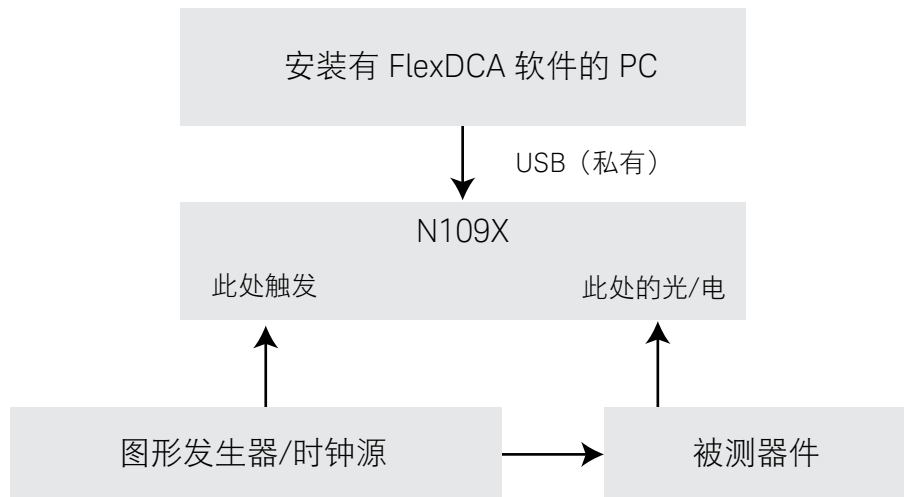 安装有 FlexDCA 软件的 PC
USB（私有）
N109X
此处触发
此处的光/电
图形发生器/时钟源
被测器件